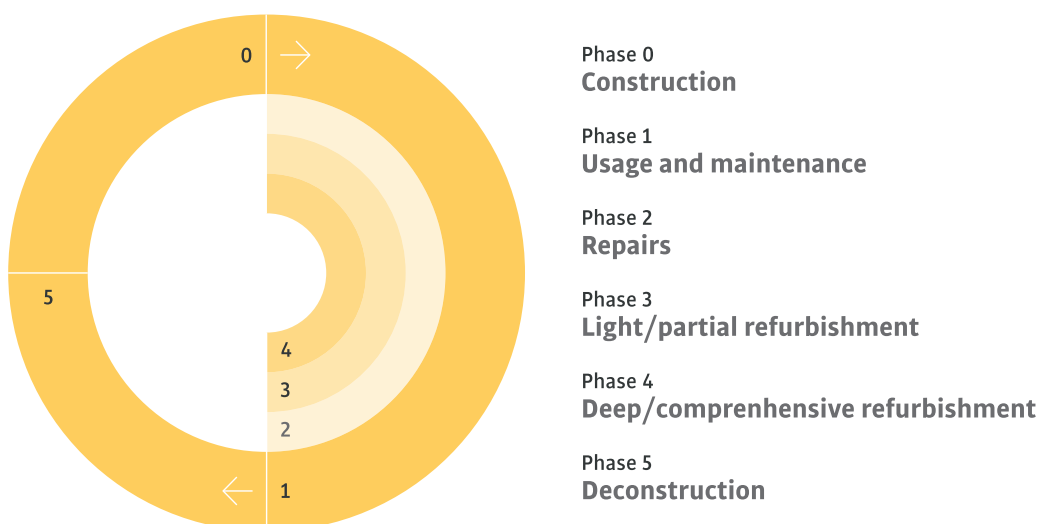 0
5
4
3
2
1
Phase 0
Construction
Phase 1
Usage and maintenance
Phase 2
Repairs
Phase 3
Light/partial refurbishment
Phase 4
Deep/comprenhensive refurbishment
Phase 5
Deconstruction